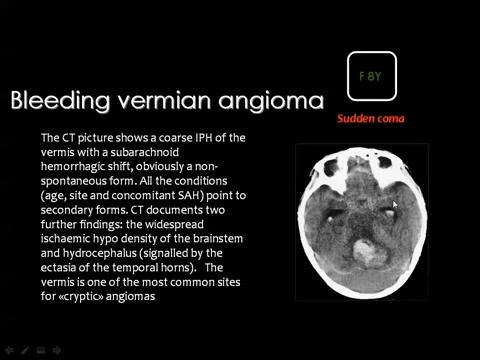 F 8Y
Bleeding vermian angioma
Sudden coma
The CT picture shows a coarse IPH of the
vermis with a subarachnoid
hemorrhagic shift, obviously a non-
spontaneous form. All the conditions
(age, site and concomitant SAH) point to
secondary forms. CT documents two
further findings: the widespread
ischaemic hypo density of the brainstem
and hydrocephalus (signalled by the
ectasia of the temporal horns). The
vermis is one of the most common sites
for «cryptic» angiomas